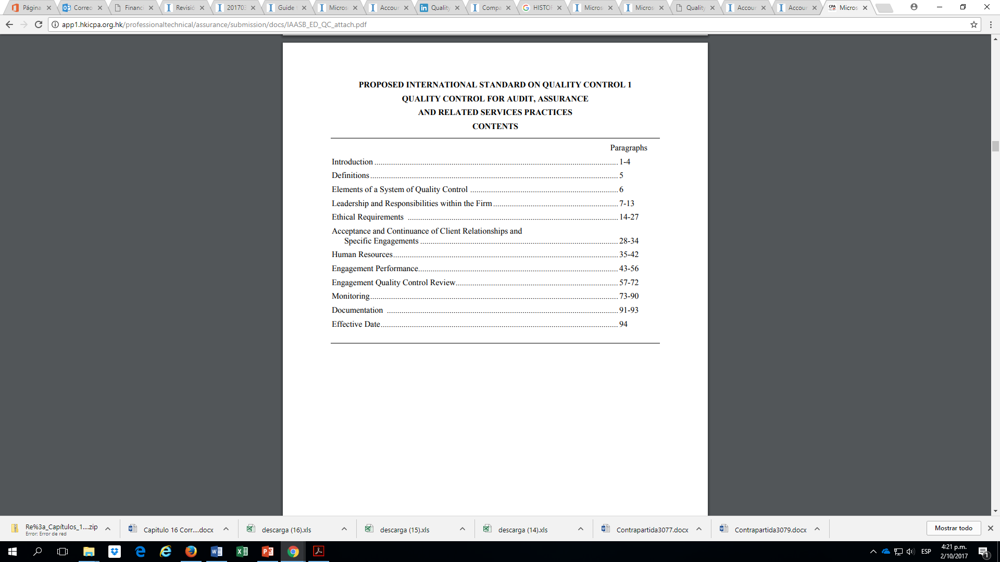 Página
Correo
Financi
Revisió
20170
Guide
Micros
Accour
in Quality
Compa
HISTOR
Micros
Micros
Quality
Accour
Accour
CPA Micros
app1.hkicpa.org.hk/professionaltechnical/assurance/submission/docs/IAASB_ED_QC_attach.pdf
PROPOSED INTERNATIONAL STANDARD ON QUALITY CONTROL 1
QUALITY CONTROL FOR AUDIT, ASSURANCE
AND RELATED SERVICES PRACTICES
CONTENTS
Paragraphs
Introduction 1-4
Definitions 5
Elements of a System of Quality Control 6
Leadership and Responsibilities within the Firm 7-13
Ethical Requirements 14-27
Acceptance and Continuance of Client Relationships and
Specific Engagements 28-34
Human Resources 35-42
Engagement Performance 43-56
Engagement Quality Control Review 57-72
Monitoring 73-90
Documentation 91-93
Effective Date 94
Re%3a_Capítulos_1....zip
Error: Error de red
Capitulo 16 Corr....docx
descarga (16).xls
descarga (15).xls
descarga (14).xls
Contrapartida3077.docx
Contrapartida3079.docx
Mostrar todo
ESP
4:21 p.m.
2/10/2017
1